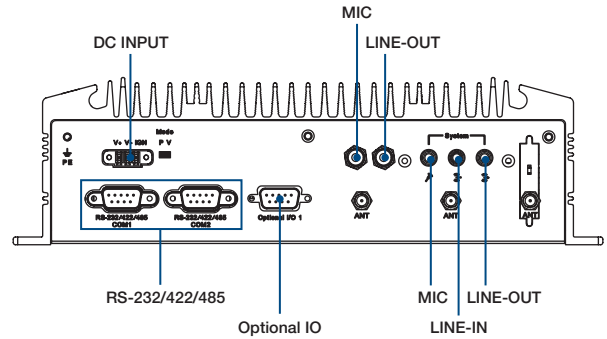 MIC
DC INPUT
LINE-OUT
Mode
System
V+ V- IGN
P V
PE
RS-232/422/485
COM1
RS-232/422/485
COM2
Optional I/O 1
ANT
ANT
ANT
RS-232/422/485
MIC
LINE-OUT
Optional IO
LINE-IN